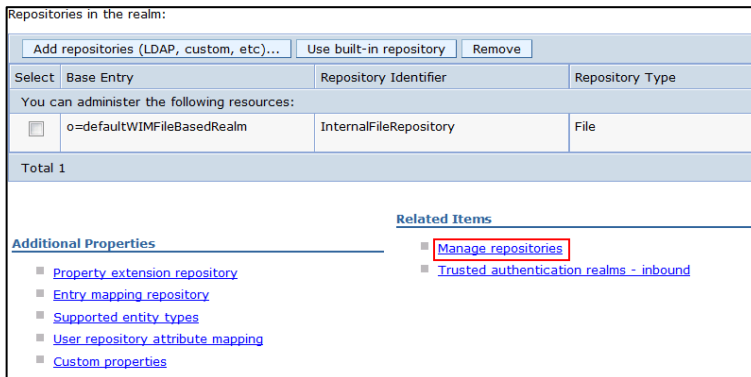 Repositories in the realm:
Add repositories (LDAP, custom, etc)... Use built-in repository Remove
Select Base Entry Repository Identifier Repository Type
You can administer the following resources:
o=defaultWIMFileBasedRealm InternalFileRepository File
Total 1
Additional Properties
Property extension repository
Entry mapping repository
Supported entity types
User repository attribute mapping
Custom properties
Related Items
Manage repositories
Trusted authentication realms - inbound